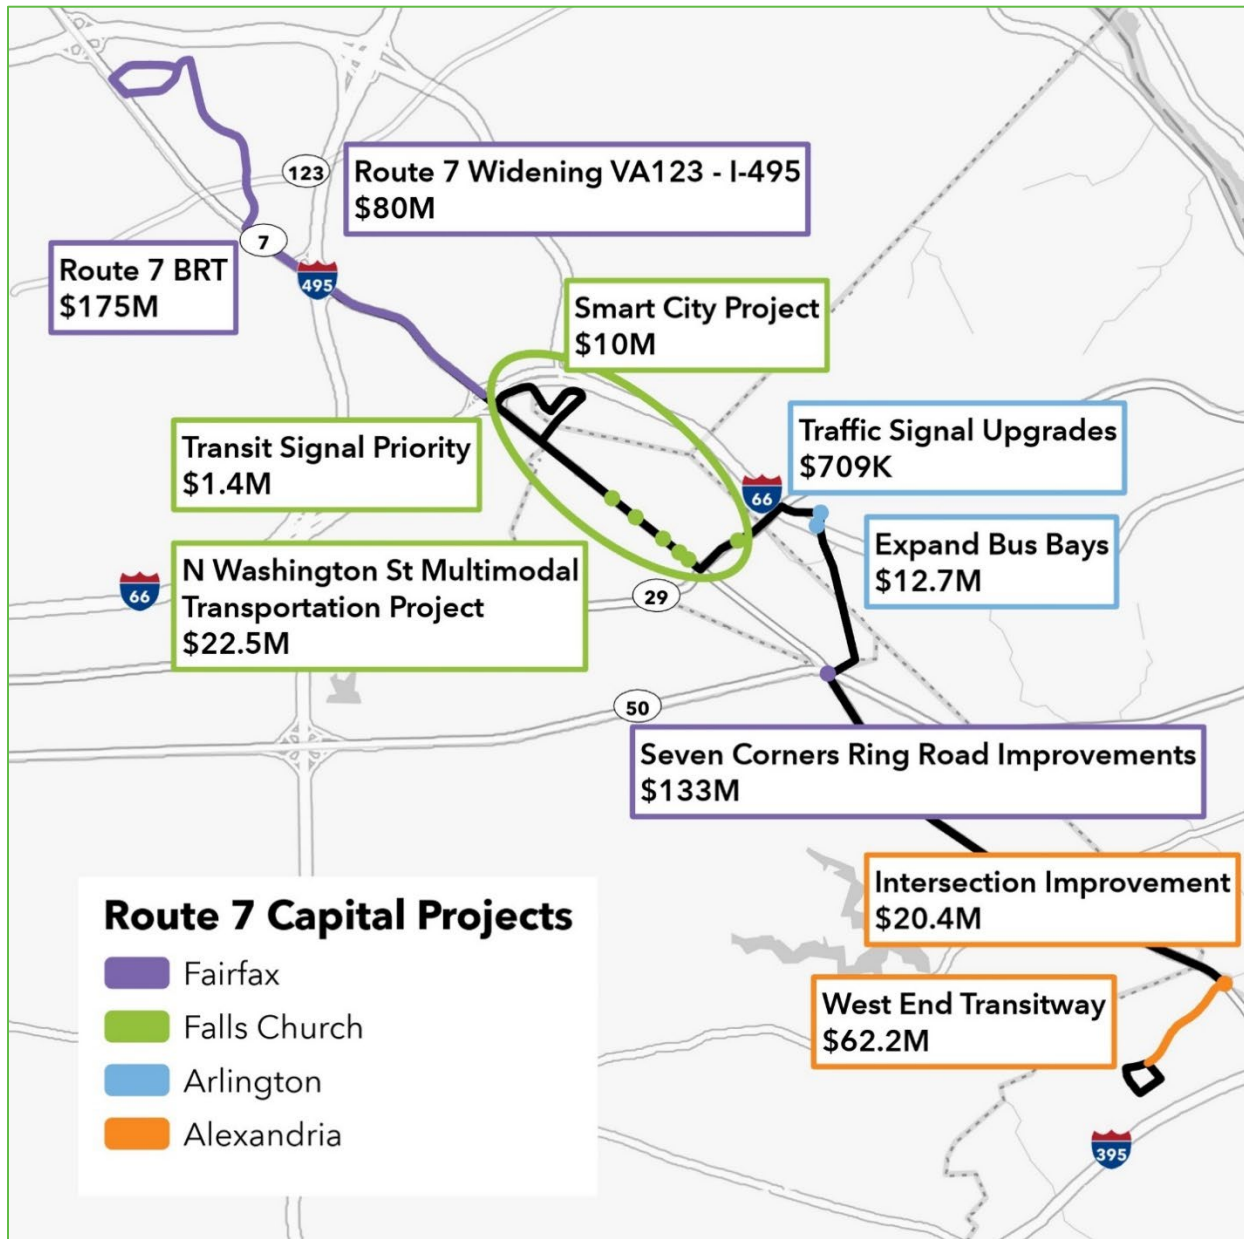 123
Route 7 Widening VA123 - I-495
$80M
7
Route 7 BRT
$175M
495
Smart City Project
$10M
Transit Signal Priority
$1.4M
Traffic Signal Upgrades
$709K
66
Expand Bus Bays
$12.7M
N Washington St Multimodal
Transportation Project
$22.5M
66
29
50
Seven Corners Ring Road Improvements
$133M
Intersection Improvement
$20.4M
West End Transitway
$62.2M
Route 7 Capital Projects
Fairfax
Falls Church
Arlington
Alexandria
395